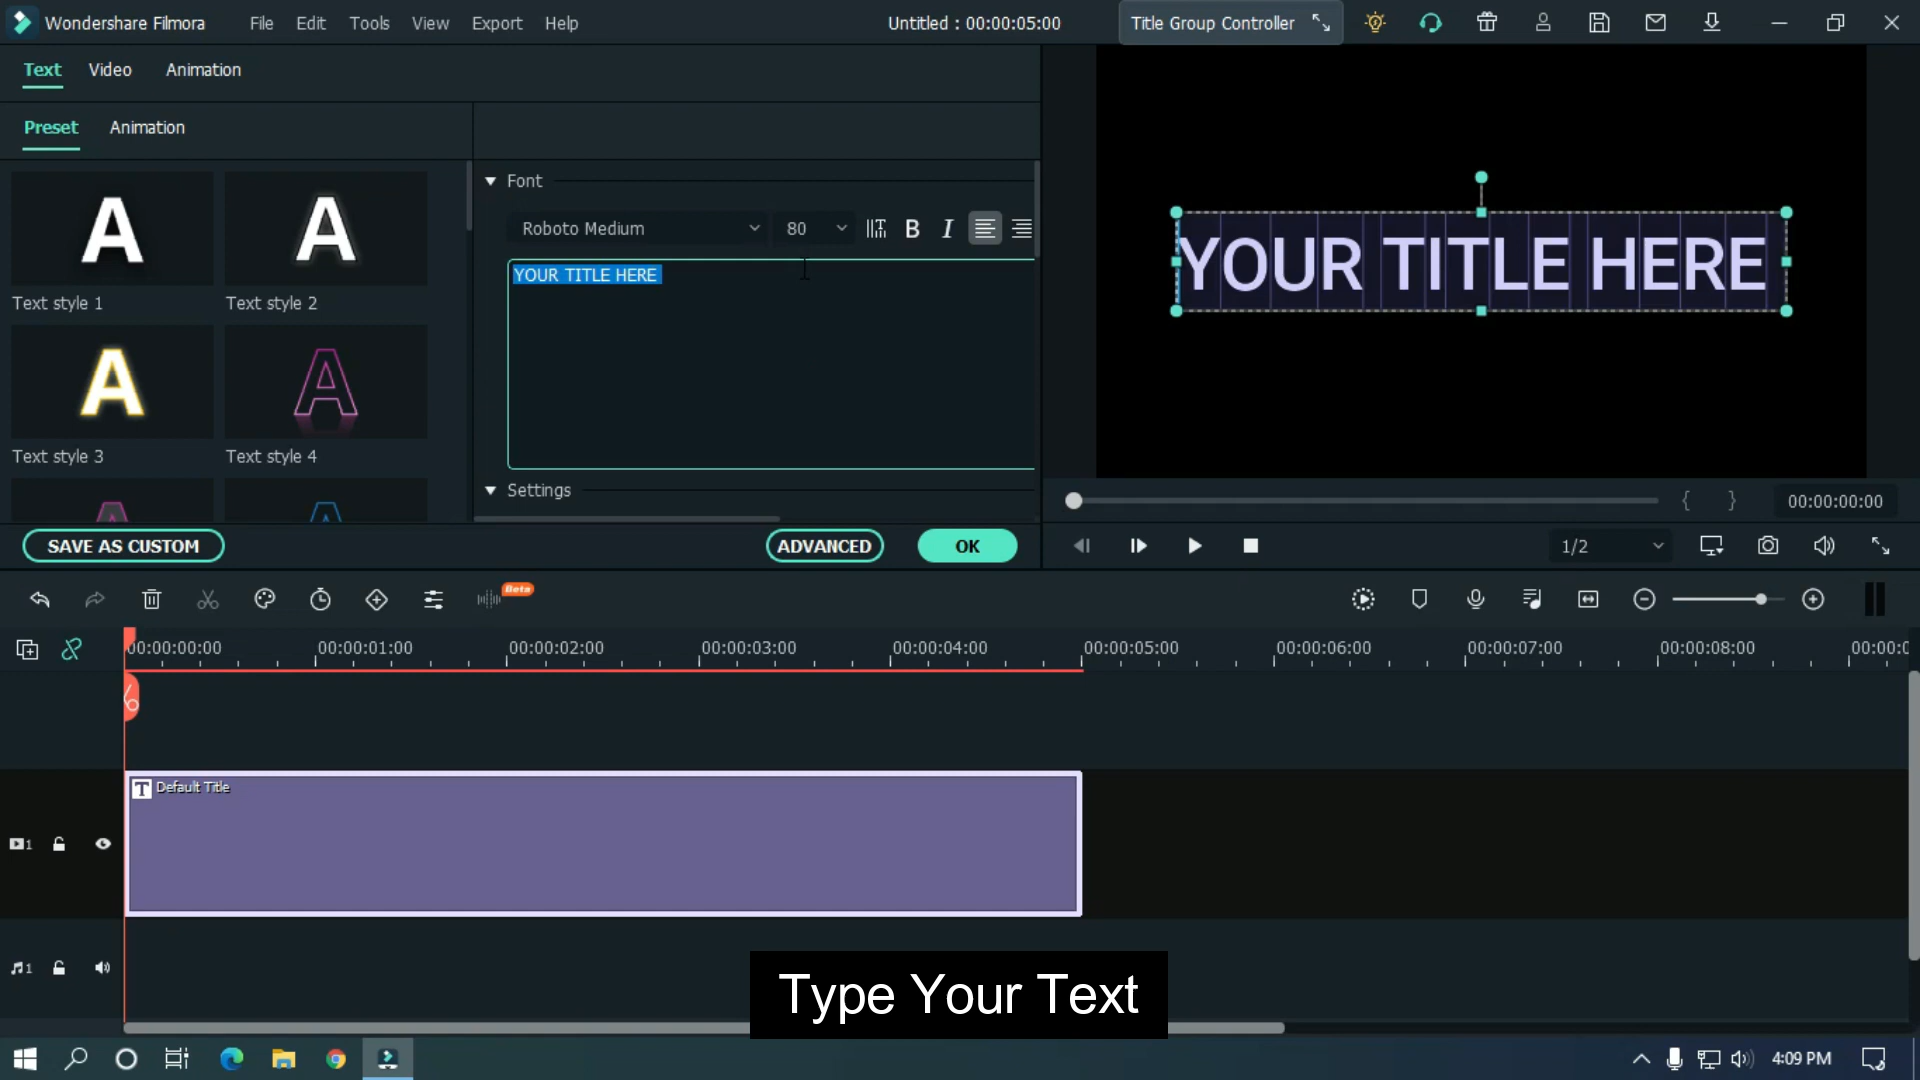 Wondershare Filmora File Edit Tools View Export Help Untitled : 00:00:05:00 Title Group Controller
Text Video Animation
Preset Animation
Font
Roboto Medium 80 B I
YOUR TITLE HERE
YOUR TITLE HERE
A A
Text style 1 Text style 2
A A
Text style 3 Text style 4
Settings
{ } 00:00:00:00
SAVE AS CUSTOM ADVANCED OK 1/2
Beta
00:00:00:00 00:00:01:00 00:00:02:00 00:00:03:00 00:00:04:00 00:00:05:00 00:00:06:00 00:00:07:00 00:00:08:00 00:00:0
T Default Title
1
1
Type Your Text
4:09 PM